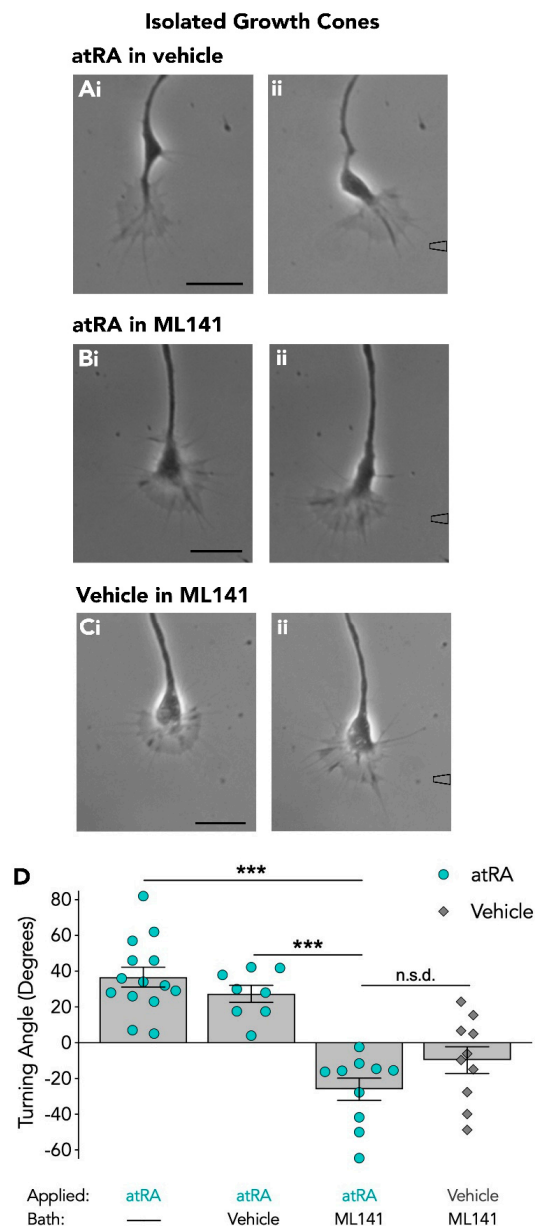 Isolated Growth Cones
atRA in vehicle
Ai
ii
atRA in ML141
Bi
ii
Vehicle in ML141
Ci
ii
D
***
atRA
Vehicle
***
n.s.d.
80
60
40
20
0
-20
-40
-60
Turning Angle (Degrees)
Applied: atRA atRA atRA Vehicle
Bath: — Vehicle ML141 ML141